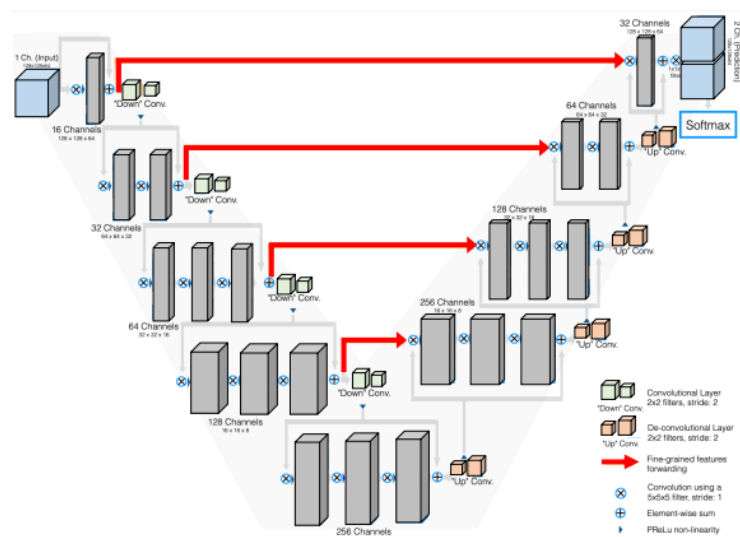 1 Ch. (Input)
128x128x64
"Down" Conv.
16 Channels
128 x 128 x 64
"Down" Conv.
32 Channels
64 x 64 x 32
"Down" Conv.
64 Channels
32 x 32 x 16
"Down" Conv.
128 Channels
16 x 16 x 8
256 Channels
"Up" Conv.
256 Channels
16 x 16 x 8
"Up" Conv.
128 Channels
32 x 32 x 16
"Up" Conv.
64 Channels
64 x 64 x 32
"Up" Conv.
32 Channels
128 x 128 x 64
2 Ch. (Prediction)
128x128x64
Softmax
"Down" Conv.
Convolutional Layer
2x2 filters, stride: 2
"Up" Conv.
De-convolutional Layer
2x2 filters, stride: 2
Fine-grained features
forwarding
Convolution using a
5x5x5 filter, stride: 1
Element-wise sum
PReLu non-linearity